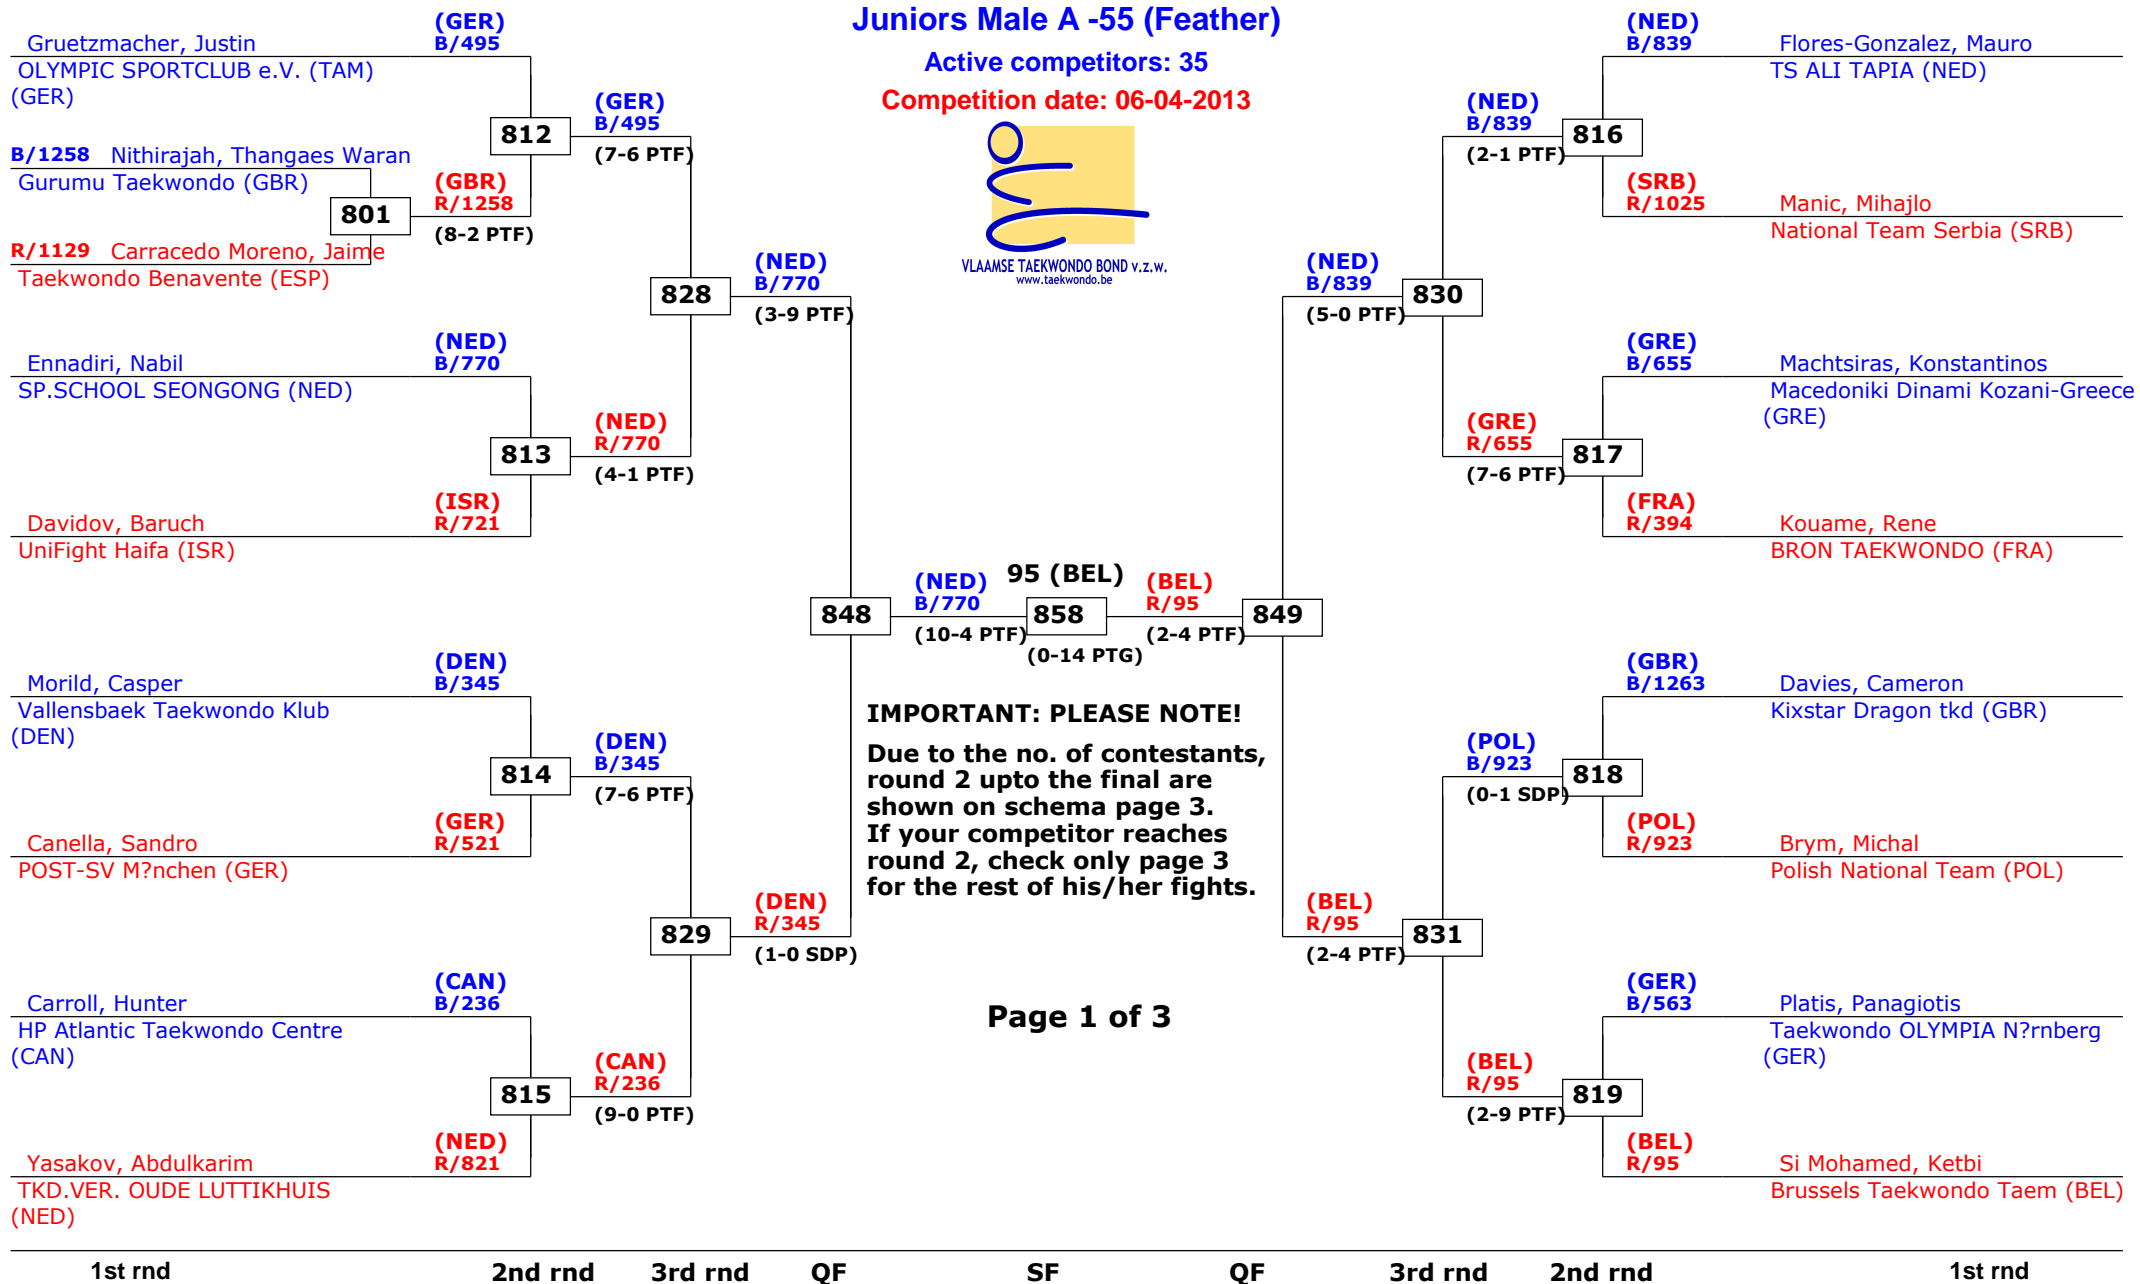 Juniors Male A -55 (Feather)
Active competitors: 35
Competition date: 06-04-2013
VLAAMSE TAEKWONDO BOND v.z.w.
www.taekwondo.be
(GER)
Gruetzmacher, Justin B/495
OLYMPIC SPORTCLUB e.V. (TAM)
(GER)
812
(GER)
B/495
(7-6 PTF)
B/1258 Nithirajah, Thangaes Waran
Gurumu Taekwondo (GBR)
801
(GBR)
R/1258
(8-2 PTF)
R/1129 Carracedo Moreno, Jaime
Taekwondo Benavente (ESP)
828
(NED)
B/770
(3-9 PTF)
(NED)
Ennadiri, Nabil B/770
SP.SCHOOL SEONGONG (NED)
813
(NED)
R/770
(4-1 PTF)
(ISR)
Davidov, Baruch R/721
UniFight Haifa (ISR)
848
(NED)
B/770
(10-4 PTF)
95 (BEL)
858
(0-14 PTG)
(BEL)
R/95
(2-4 PTF)
849
(DEN)
Morild, Casper B/345
Vallensbaek Taekwondo Klub
(DEN)
814
(DEN)
B/345
(7-6 PTF)
(GER)
Canella, Sandro R/521
POST-SV M?nchen (GER)
829
(DEN)
R/345
(1-0 SDP)
(CAN)
Carroll, Hunter B/236
HP Atlantic Taekwondo Centre
(CAN)
815
(CAN)
R/236
(9-0 PTF)
(NED)
Yasakov, Abdulkarim R/821
TKD.VER. OUDE LUTTIKHUIS
(NED)
IMPORTANT: PLEASE NOTE!
Due to the no. of contestants,
round 2 upto the final are
shown on schema page 3.
If your competitor reaches
round 2, check only page 3
for the rest of his/her fights.
Page 1 of 3
(NED)
B/839 Flores-Gonzalez, Mauro
TS ALI TAPIA (NED)
(NED)
B/839
(2-1 PTF)
816
(SRB)
R/1025 Manic, Mihajlo
National Team Serbia (SRB)
(NED)
B/839
(5-0 PTF)
830
(GRE)
B/655 Machtsiras, Konstantinos
Macedoniki Dinami Kozani-Greece
(GRE)
(GRE)
R/655
(7-6 PTF)
817
(FRA)
R/394 Kouame, Rene
BRON TAEKWONDO (FRA)
(GBR)
B/1263 Davies, Cameron
Kixstar Dragon tkd (GBR)
(POL)
B/923
(0-1 SDP)
818
(POL)
R/923 Brym, Michal
Polish National Team (POL)
(BEL)
R/95
(2-4 PTF)
831
(GER)
B/563 Platis, Panagiotis
Taekwondo OLYMPIA N?rnberg
(GER)
(BEL)
R/95
(2-9 PTF)
819
(BEL)
R/95 Si Mohamed, Ketbi
Brussels Taekwondo Taem (BEL)
1st rnd 2nd rnd 3rd rnd QF SF QF 3rd rnd 2nd rnd 1st rnd